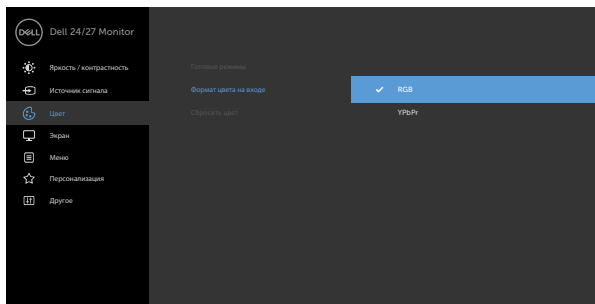 DELL
Dell 24/27 Monitor
Яркость / контрастность
Источник сигнала
Цвет
Экран
Меню
Персонализация
Другое
Готовые режимы
Формат цвета на входе
Сбросить цвет
RGB
YPbPr